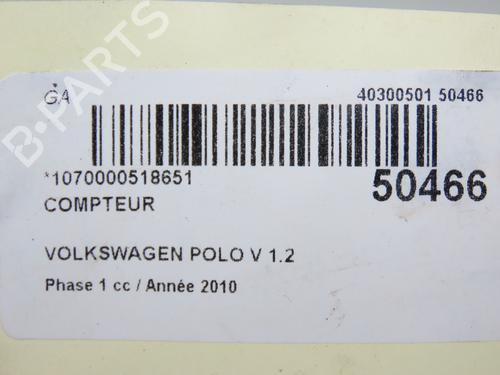 B-PARTS
GA
40300501 50466
*1070000518651
50466
COMPTEUR
VOLKSWAGEN POLO V 1.2
Phase 1 cc / Année 2010